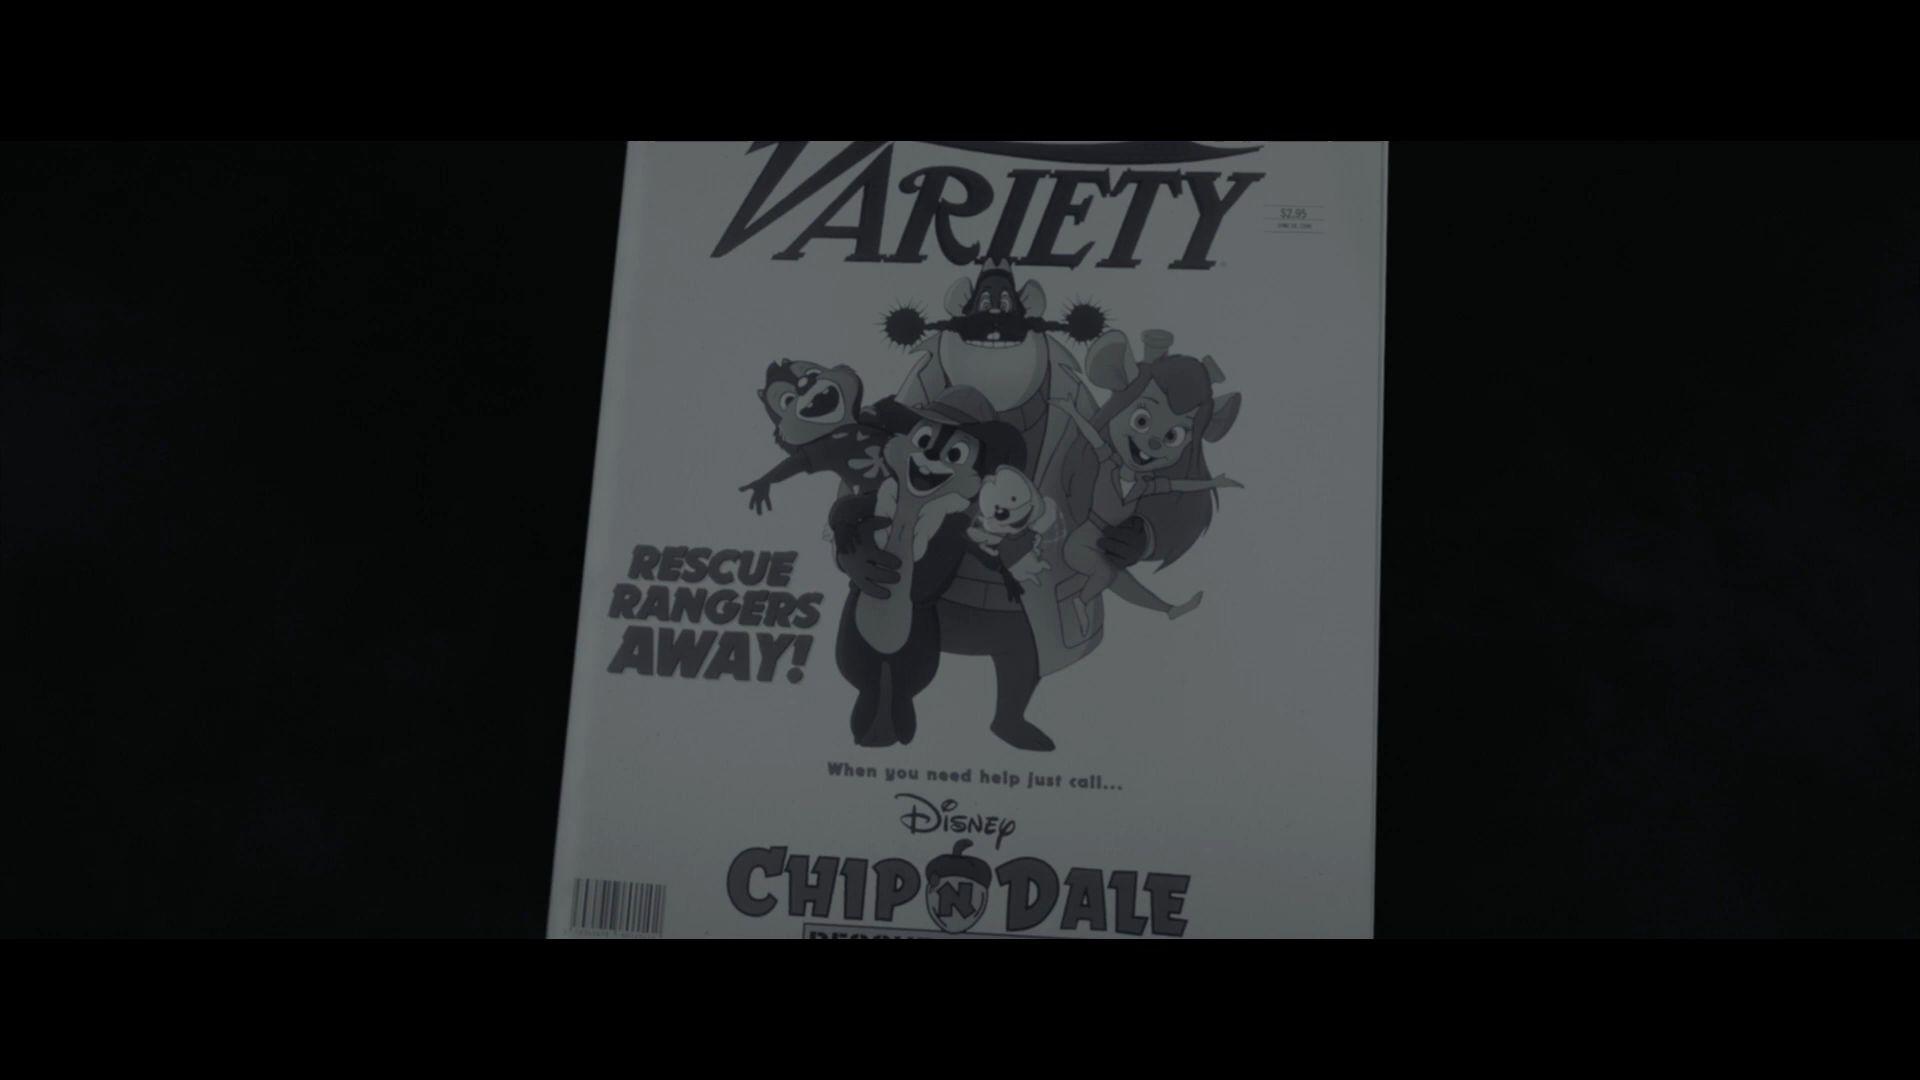 VARIETY
$2.95
RESCUE
RANGERS
AWAY!
When you need help just call...
DISNEY
CHIP N DALE